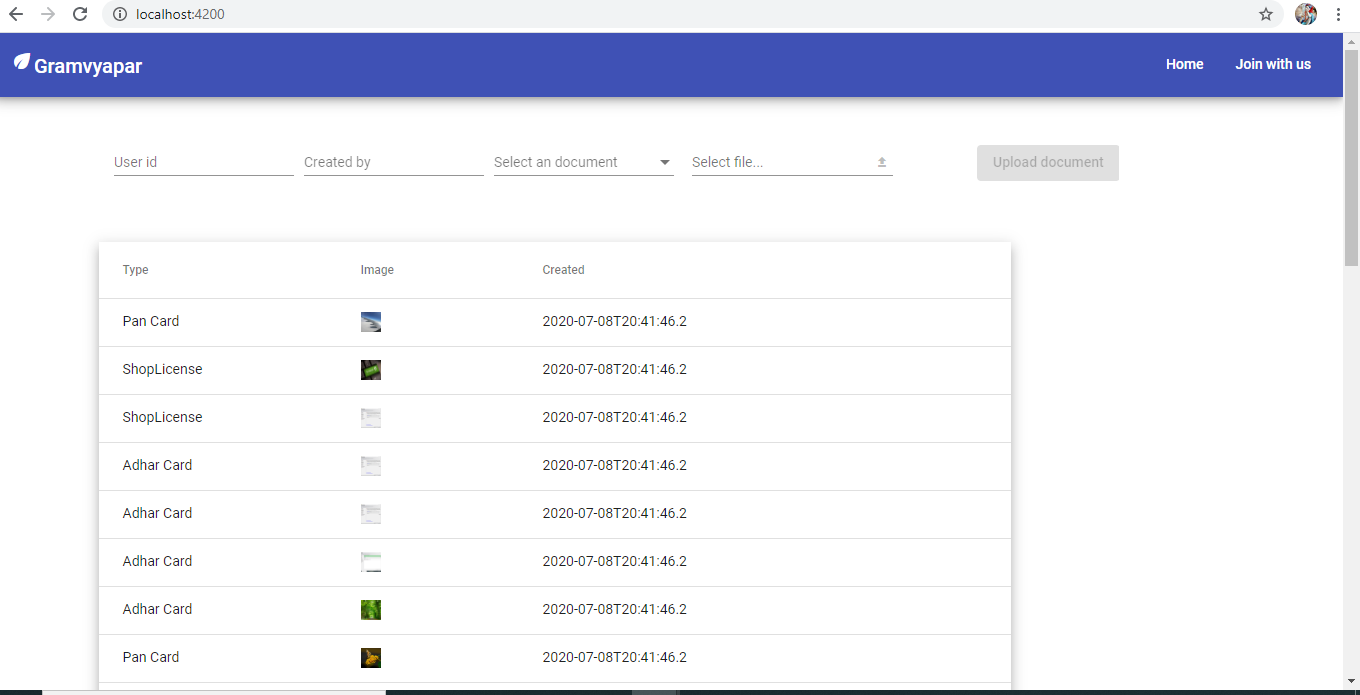 localhost:4200
Gramvyapar
Home
Join with us
User id
Created by
Select an document
Select file...
Upload document
Type Image Created
Pan Card 2020-07-08T20:41:46.2
ShopLicense 2020-07-08T20:41:46.2
ShopLicense 2020-07-08T20:41:46.2
Adhar Card 2020-07-08T20:41:46.2
Adhar Card 2020-07-08T20:41:46.2
Adhar Card 2020-07-08T20:41:46.2
Adhar Card 2020-07-08T20:41:46.2
Pan Card 2020-07-08T20:41:46.2